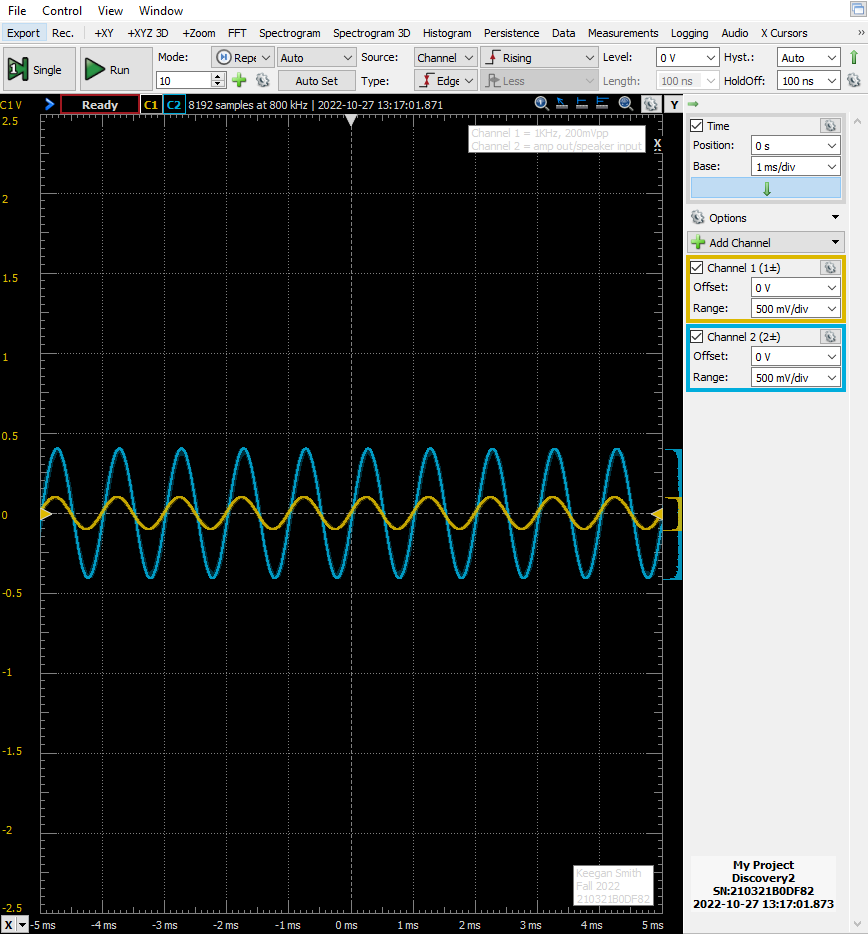 File Control View Window
Export Rec. +XY +XYZ 3D +Zoom FFT Spectrogram Spectrogram 3D Histogram Persistence Data Measurements Logging Audio X Cursors »
Single Run Mode: Repe Auto Source: Channel Rising Level: 0 V Hyst.: Auto
10 Auto Set Type: Edge Less Length: 100 ns HoldOff: 100 ns
C1 V Ready C1 C2 8192 samples at 800 kHz | 2022-10-27 13:17:01.871 Y
2.5
Channel 1 = 1KHz, 200mVpp
Channel 2 = amp out/speaker input
X
2
1.5
1
0.5
0
-0.5
-1
-1.5
-2
-2.5
X -5 ms -4 ms -3 ms -2 ms -1 ms 0 ms 1 ms 2 ms 3 ms 4 ms 5 ms
Keegan Smith
Fall 2022
210321B0DF82
Time
Position: 0 s
Base: 1 ms/div
Options
Add Channel
Channel 1 (1±)
Offset: 0 V
Range: 500 mV/div
Channel 2 (2±)
Offset: 0 V
Range: 500 mV/div
My Project
Discovery2
SN:210321B0DF82
2022-10-27 13:17:01.873